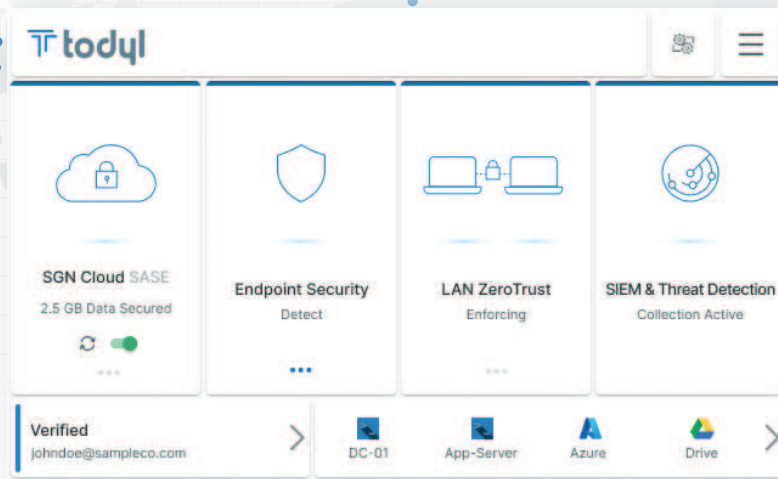 todyl
SGN Cloud SASE
2.5 GB Data Secured
Endpoint Security
Detect
LAN ZeroTrust
Enforcing
SIEM & Threat Detection
Collection Active
Verified
johndoe@sampleco.com
DC-01
App-Server
Azure
Drive